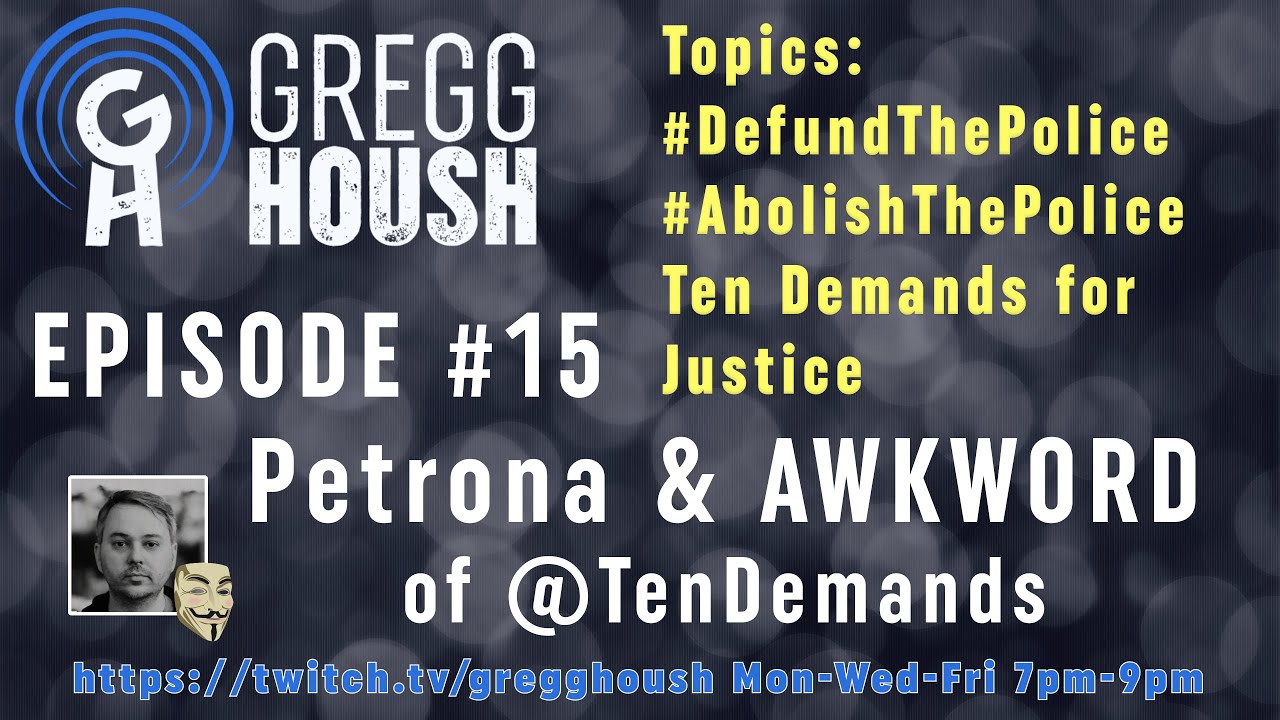 GH
GREGG
HOUSH
Topics:
#DefundThePolice
#AbolishThePolice
Ten Demands for
Justice
EPISODE #15
Petrona & AWKWORD
of @TenDemands
https://twitch.tv/gregghoush Mon-Wed-Fri 7pm-9pm